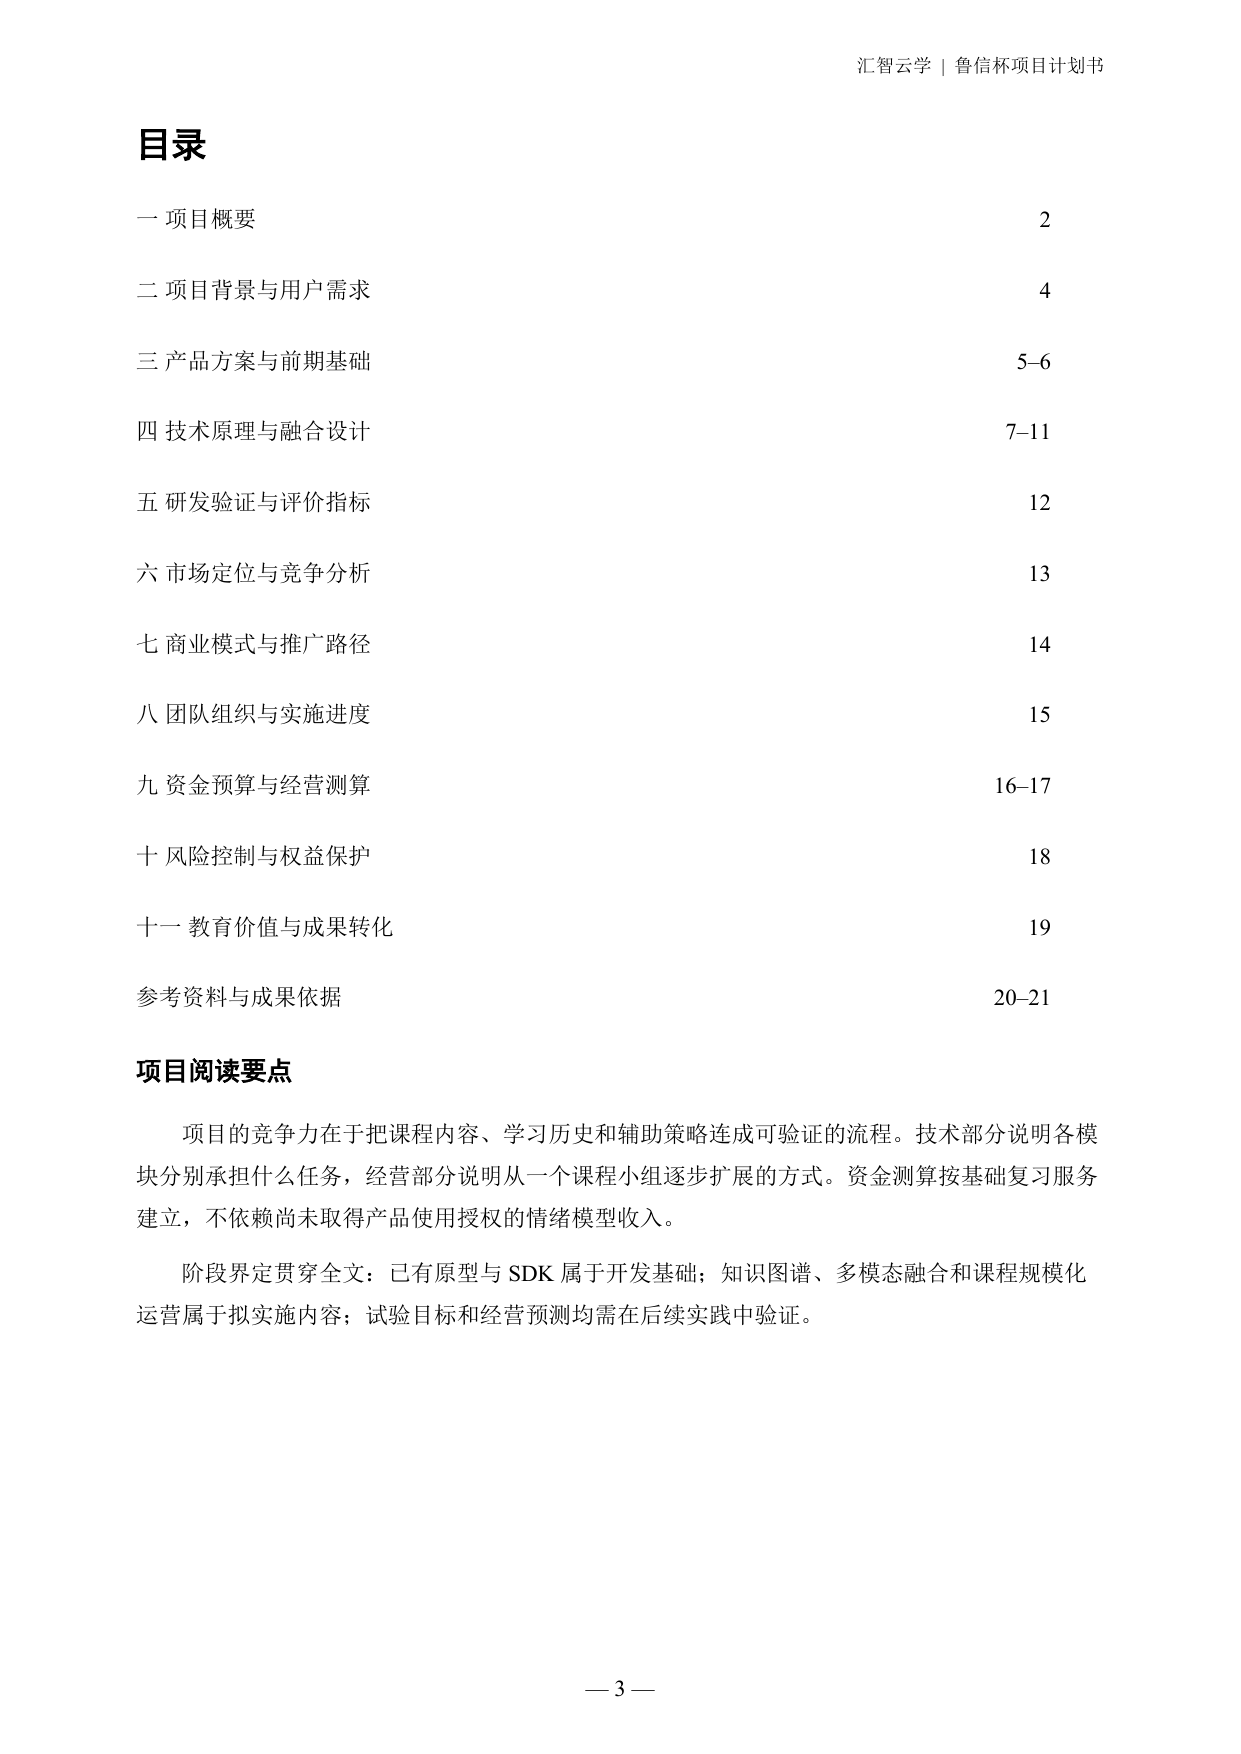 汇智云学 | 鲁信杯项目计划书
目录
一 项目概要 2
二 项目背景与用户需求 4
三 产品方案与前期基础 5–6
四 技术原理与融合设计 7–11
五 研发验证与评价指标 12
六 市场定位与竞争分析 13
七 商业模式与推广路径 14
八 团队组织与实施进度 15
九 资金预算与经营测算 16–17
十 风险控制与权益保护 18
十一 教育价值与成果转化 19
参考资料与成果依据 20–21
项目阅读要点
项目的竞争力在于把课程内容、学习历史和辅助策略连成可验证的流程。技术部分说明各模
块分别承担什么任务，经营部分说明从一个课程小组逐步扩展的方式。资金测算按基础复习服务
建立，不依赖尚未取得产品使用授权的情绪模型收入。
阶段界定贯穿全文：已有原型与 SDK 属于开发基础；知识图谱、多模态融合和课程规模化
运营属于拟实施内容；试验目标和经营预测均需在后续实践中验证。
— 3 —